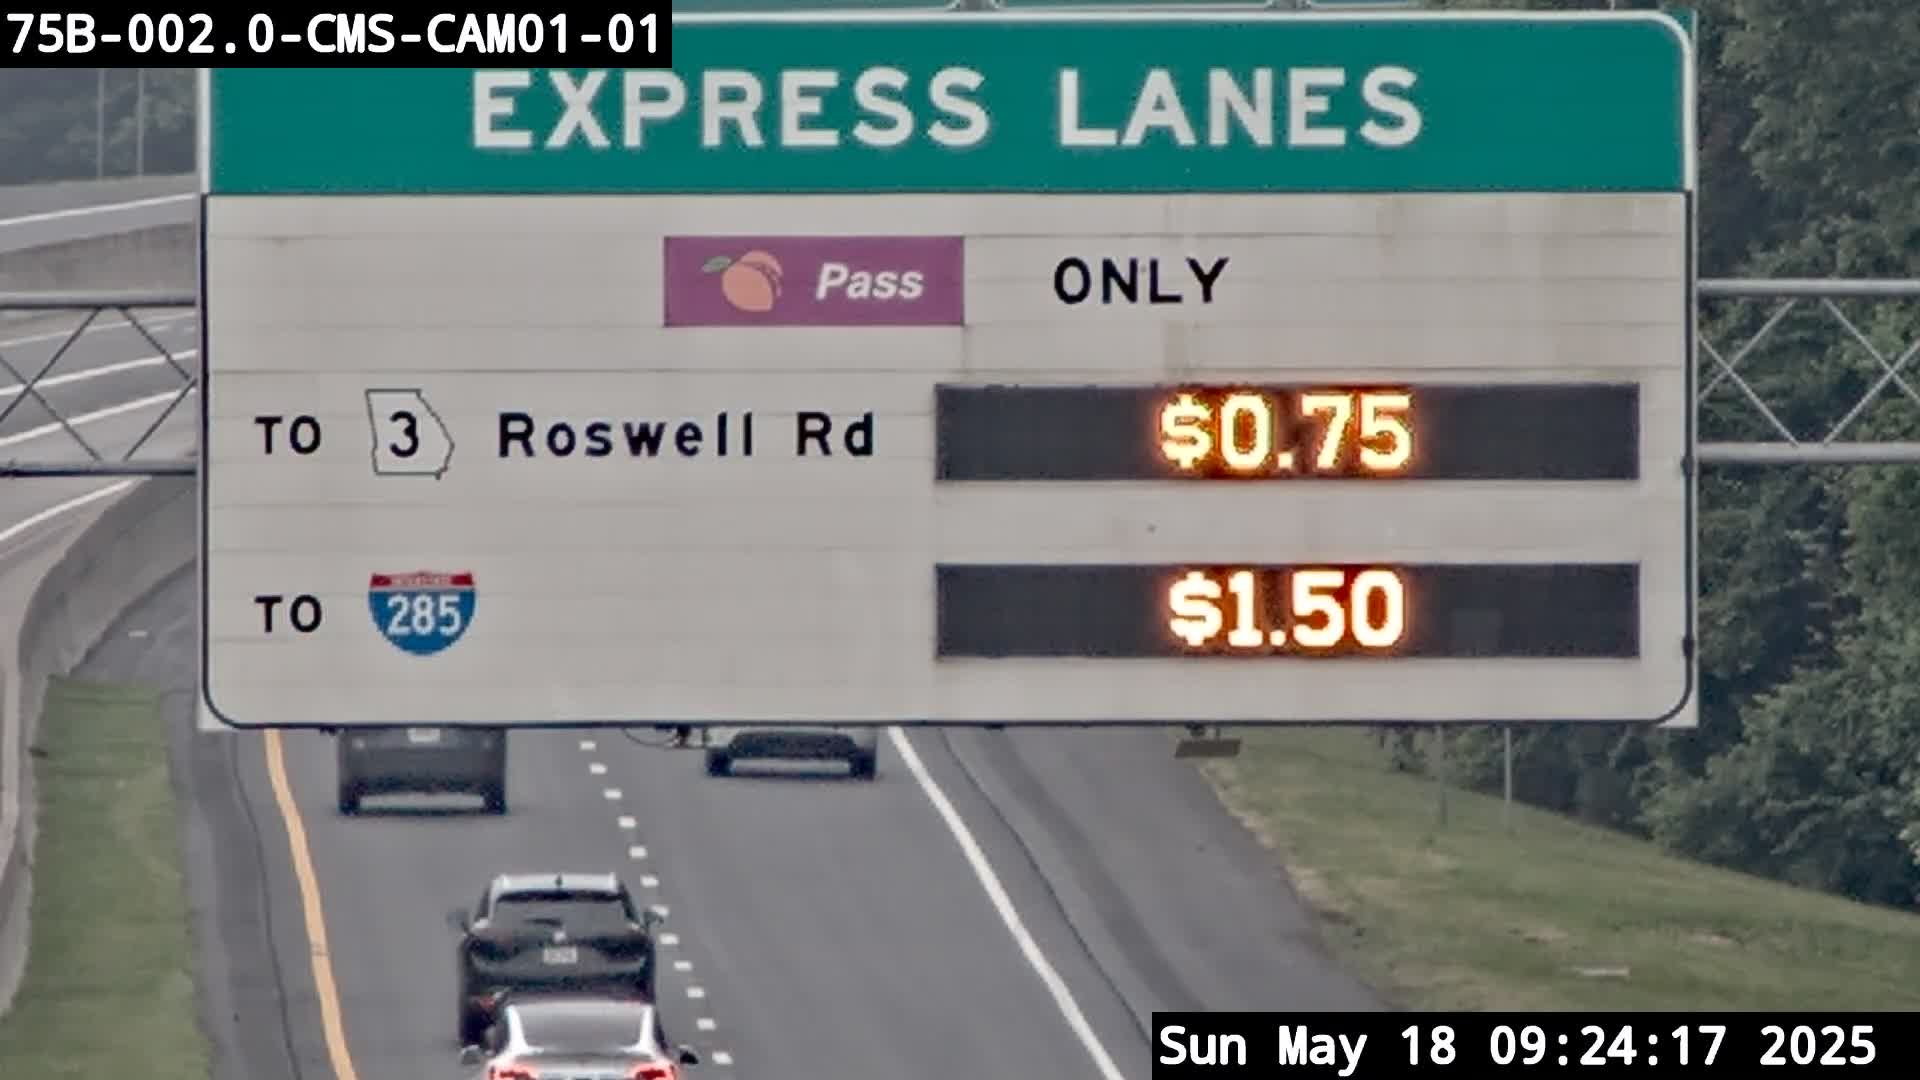 75B-002.0-CMS-CAM01-01
EXPRESS LANES
Pass ONLY
TO 3 Roswell Rd $0.75
TO 285 $1.50
Sun May 18 09:24:17 2025